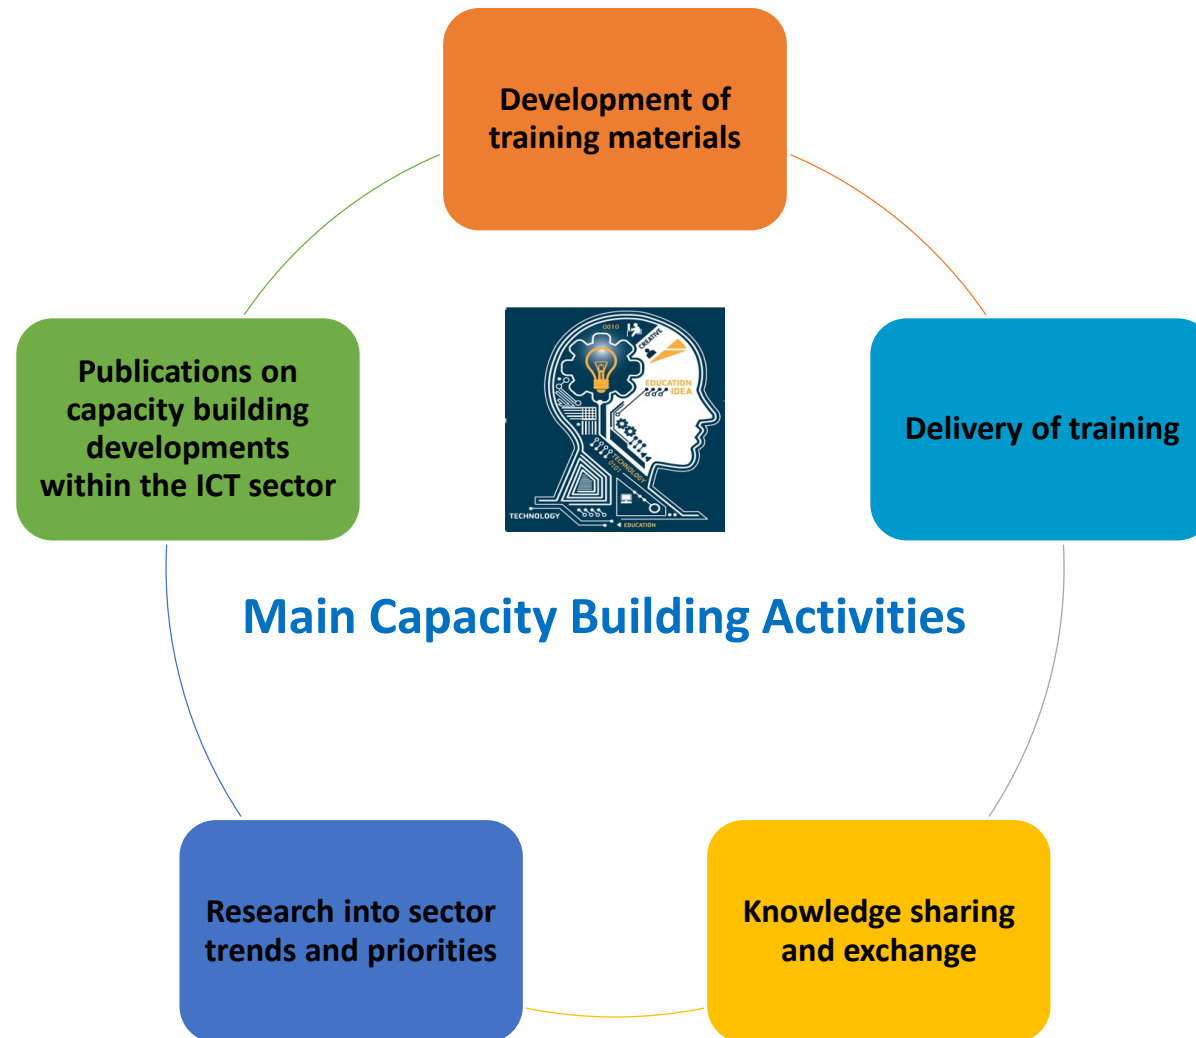 Development of
training materials
Publications on
capacity building
developments
within the ICT sector
0010
CREATIVE
EDUCATION
IDEA
TECHNOLOGY
0101
TECHNOLOGY
EDUCATION
Delivery of training
Main Capacity Building Activities
Research into sector
trends and priorities
Knowledge sharing
and exchange